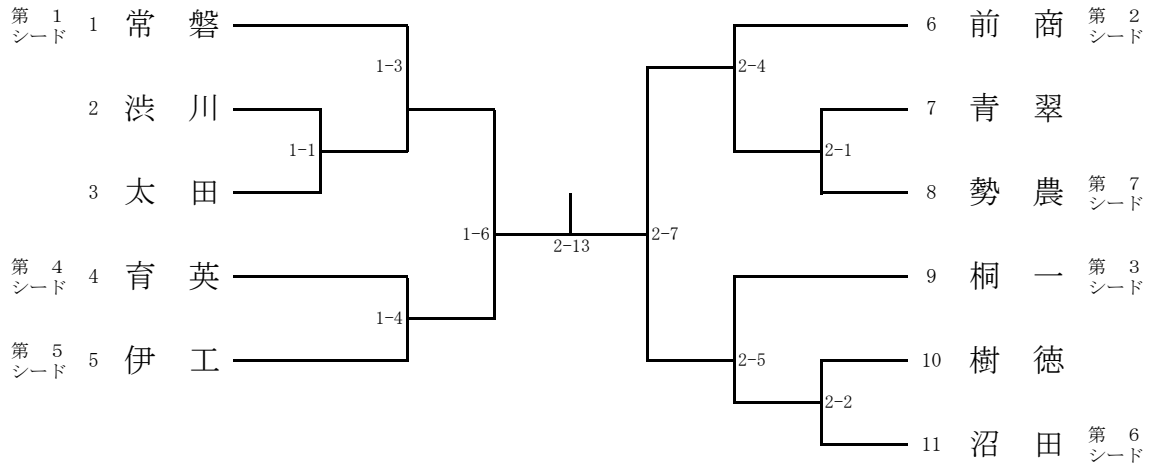 第 1
シード
1 常 磐
1-3
2 渋 川
1-1
3 太 田
1-6
第 4
シード
4 育 英
1-4
第 5
シード
5 伊 工
2-13
6 前 商
第 2
シード
2-4
7 青 翠
2-1
8 勢 農
第 7
シード
2-7
9 桐 一
第 3
シード
2-5
10 樹 徳
2-2
11 沼 田
第 6
シード